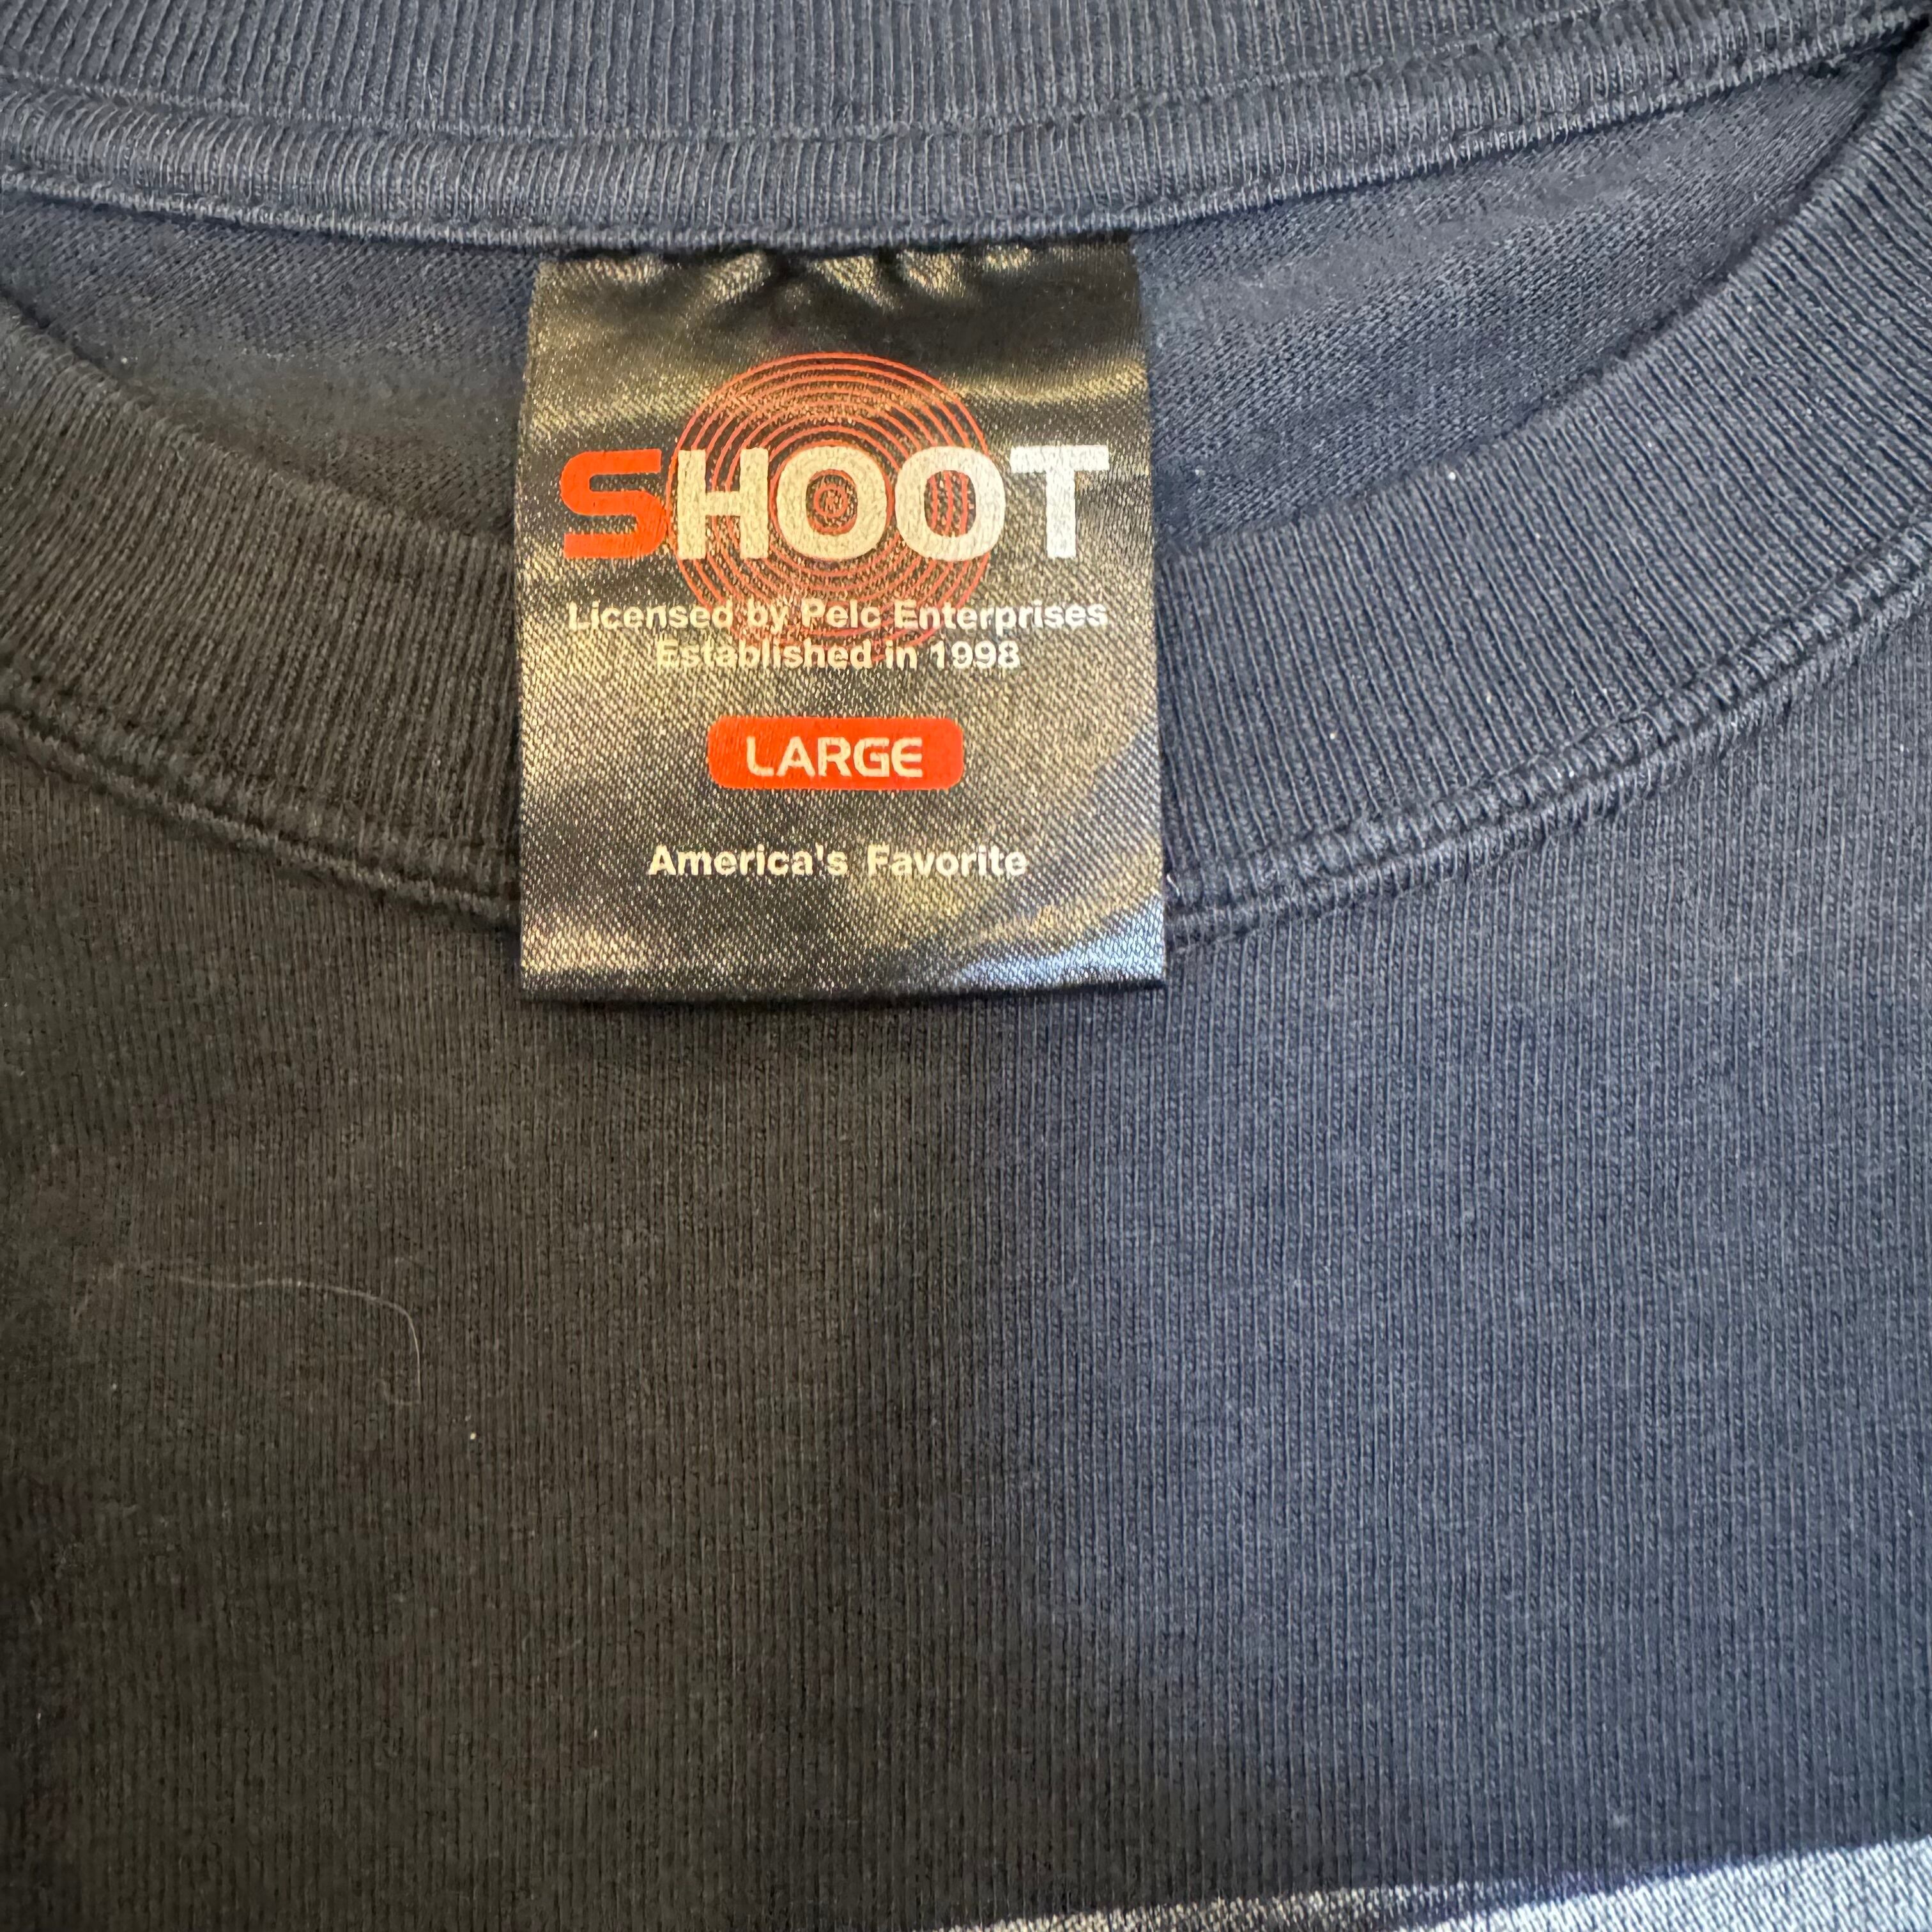 SHOOT
Licensed by Pelc Enterprises
Established in 1998
LARGE
America's Favorite